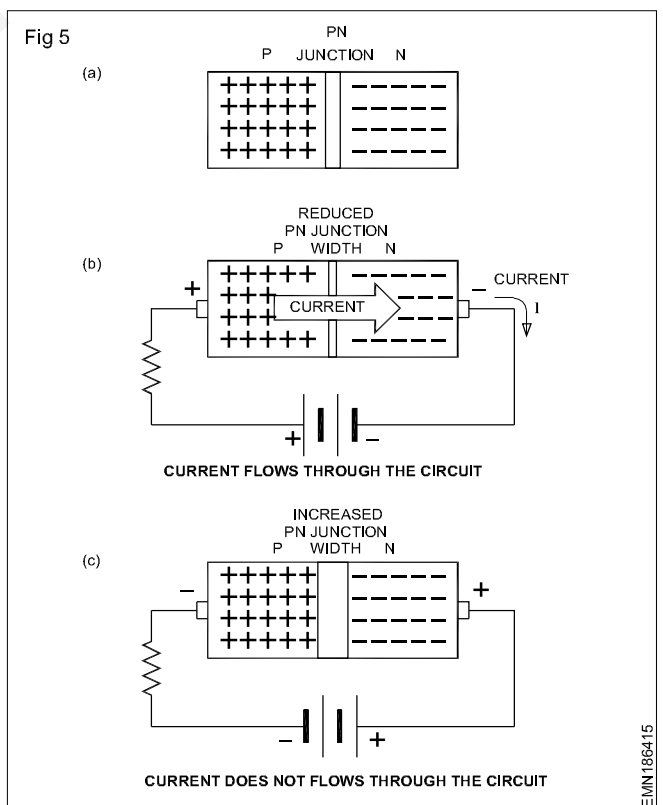 Fig 5
PN
P JUNCTION N
(a)
+++++ – – – – –
+++++ – – – – –
+++++ – – – – –
+++++ – – – – –
REDUCED
PN JUNCTION
P WIDTH N
(b)
+ – CURRENT
CURRENT I
+ –
CURRENT FLOWS THROUGH THE CIRCUIT
INCREASED
PN JUNCTION
P WIDTH N
(c)
– +
– +
CURRENT DOES NOT FLOWS THROUGH THE CIRCUIT
EMN186415